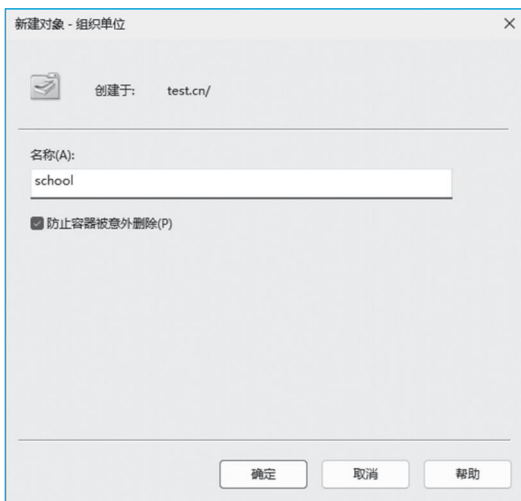 新建对象 - 组织单位
创建于: test.cn/
名称(A):
school
防止容器被意外删除(P)
确定 取消 帮助